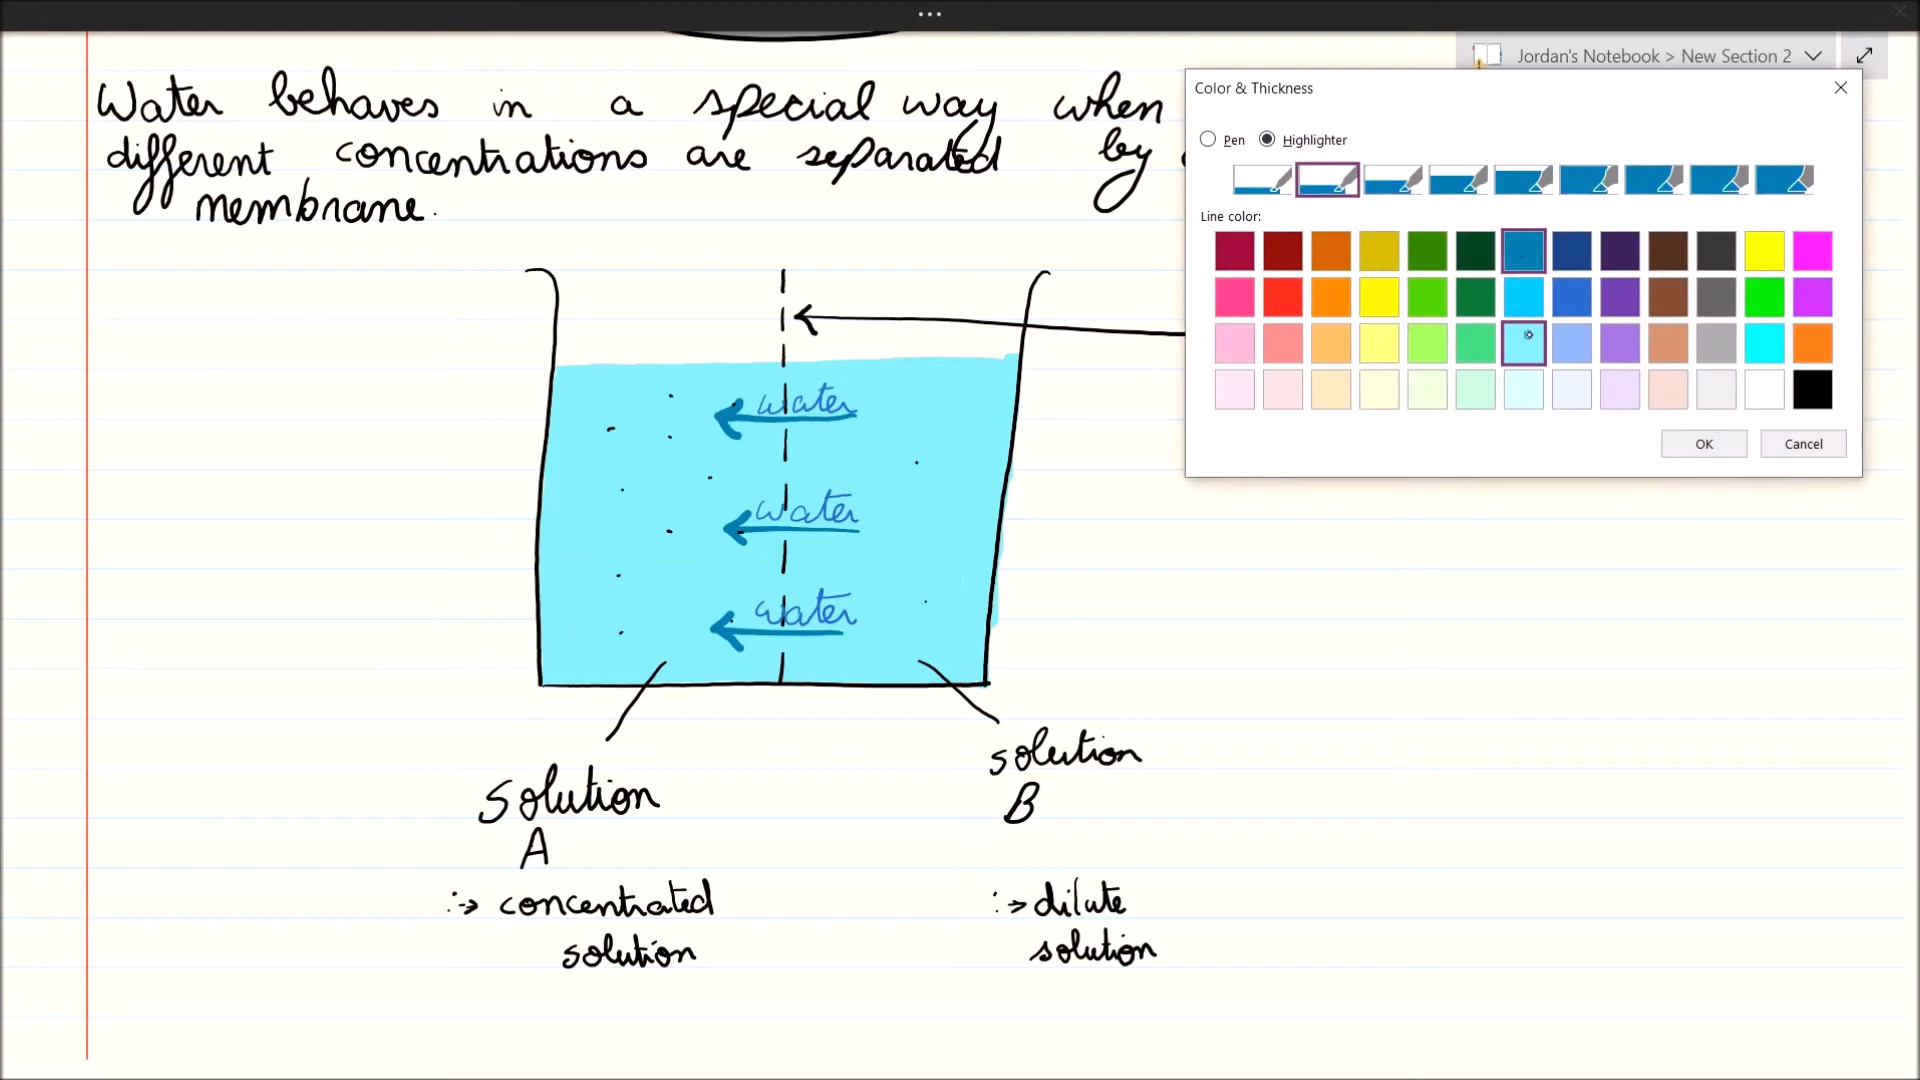 ...
Jordan's Notebook > New Section 2
Water behaves in a special way when
different concentrations are separated by
membrane.
Color & Thickness
Pen Highlighter
Line color:
OK Cancel
water
water
water
Solution
A
solution
B
∴→ concentrated
solution
∴→ dilute
solution